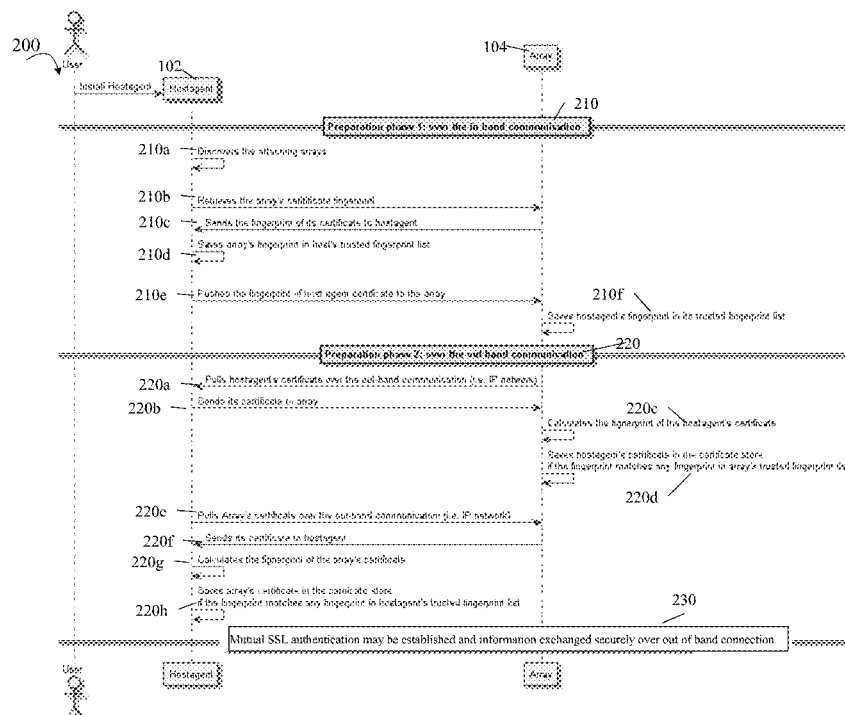 200
User
102
Hostagent
104
Array
Install Hostagent
210
Preparation phase 1: over the in band communication
210a
Discovers the attaching arrays
210b
Retrieves the array's certificate fingerprint
210c
Sends the fingerprint of its certificate to hostagent
210d
Saves array's fingerprint in host's trusted fingerprint list
210e
Pushes the fingerprint of host agent certificate to the array
210f
Saves hostagent's fingerprint in its trusted fingerprint list
220
Preparation phase 2: over the out band communication
220a
Pulls hostagent's certificate over the out-band communication (i.e. IP network)
220b
Sends its certificate to array
220c
Calculates the fignerprint of the hostagent's certificate
Saves hostagent's certificate in the certificate store
if the fingerprint matches any fingerprint in array's trusted fingerprint lis
220d
220e
Pulls Array's certificate over the out-band communication (i.e. IP network)
220f
Sends its certificate to hostagent
220g
Calculates the fignerprint of the array's certificate
220h
Saves array's certificate in the certificate store
if the fingerprint matches any fingerprint in hostagent's trusted fingerprint list
230
Mutual SSL authentication may be established and information exchanged securely over out of band connection.
User
Hostagent
Array